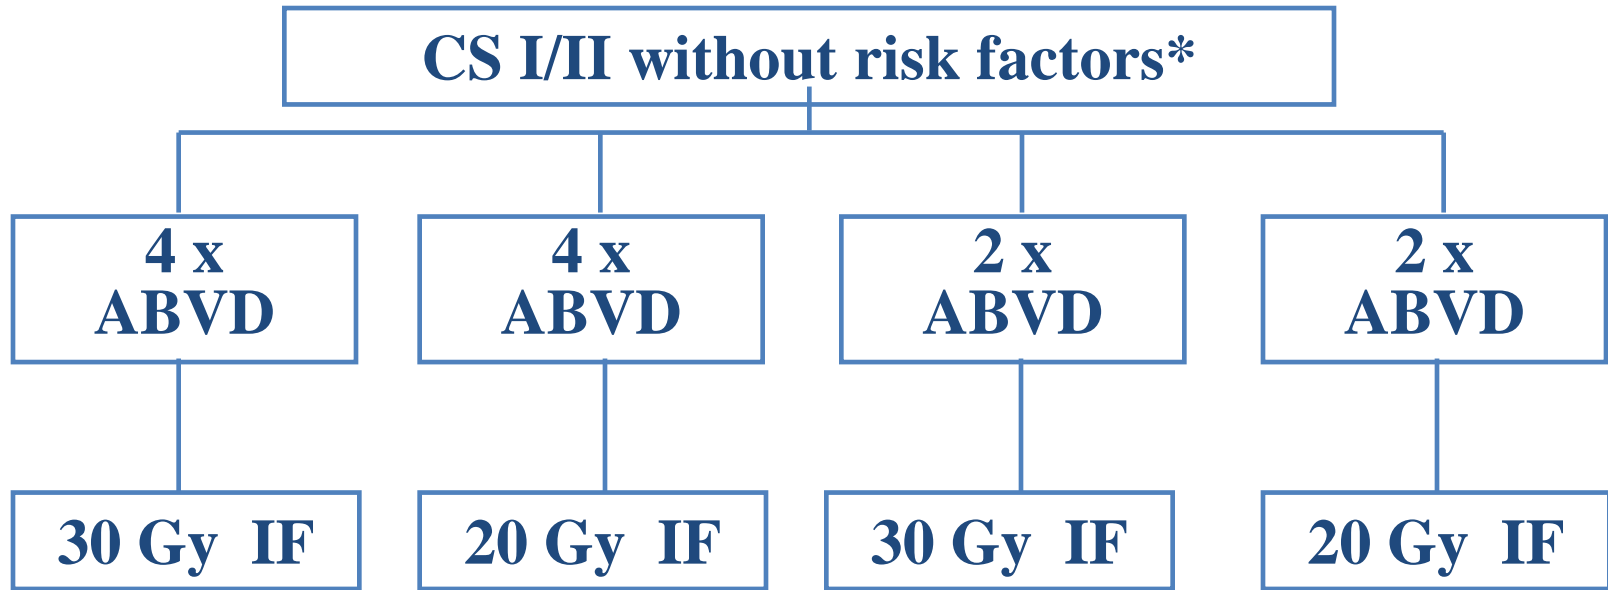 CS I/II without risk factors*
4 x
ABVD
4 x
ABVD
2 x
ABVD
2 x
ABVD
30 Gy IF
20 Gy IF
30 Gy IF
20 Gy IF